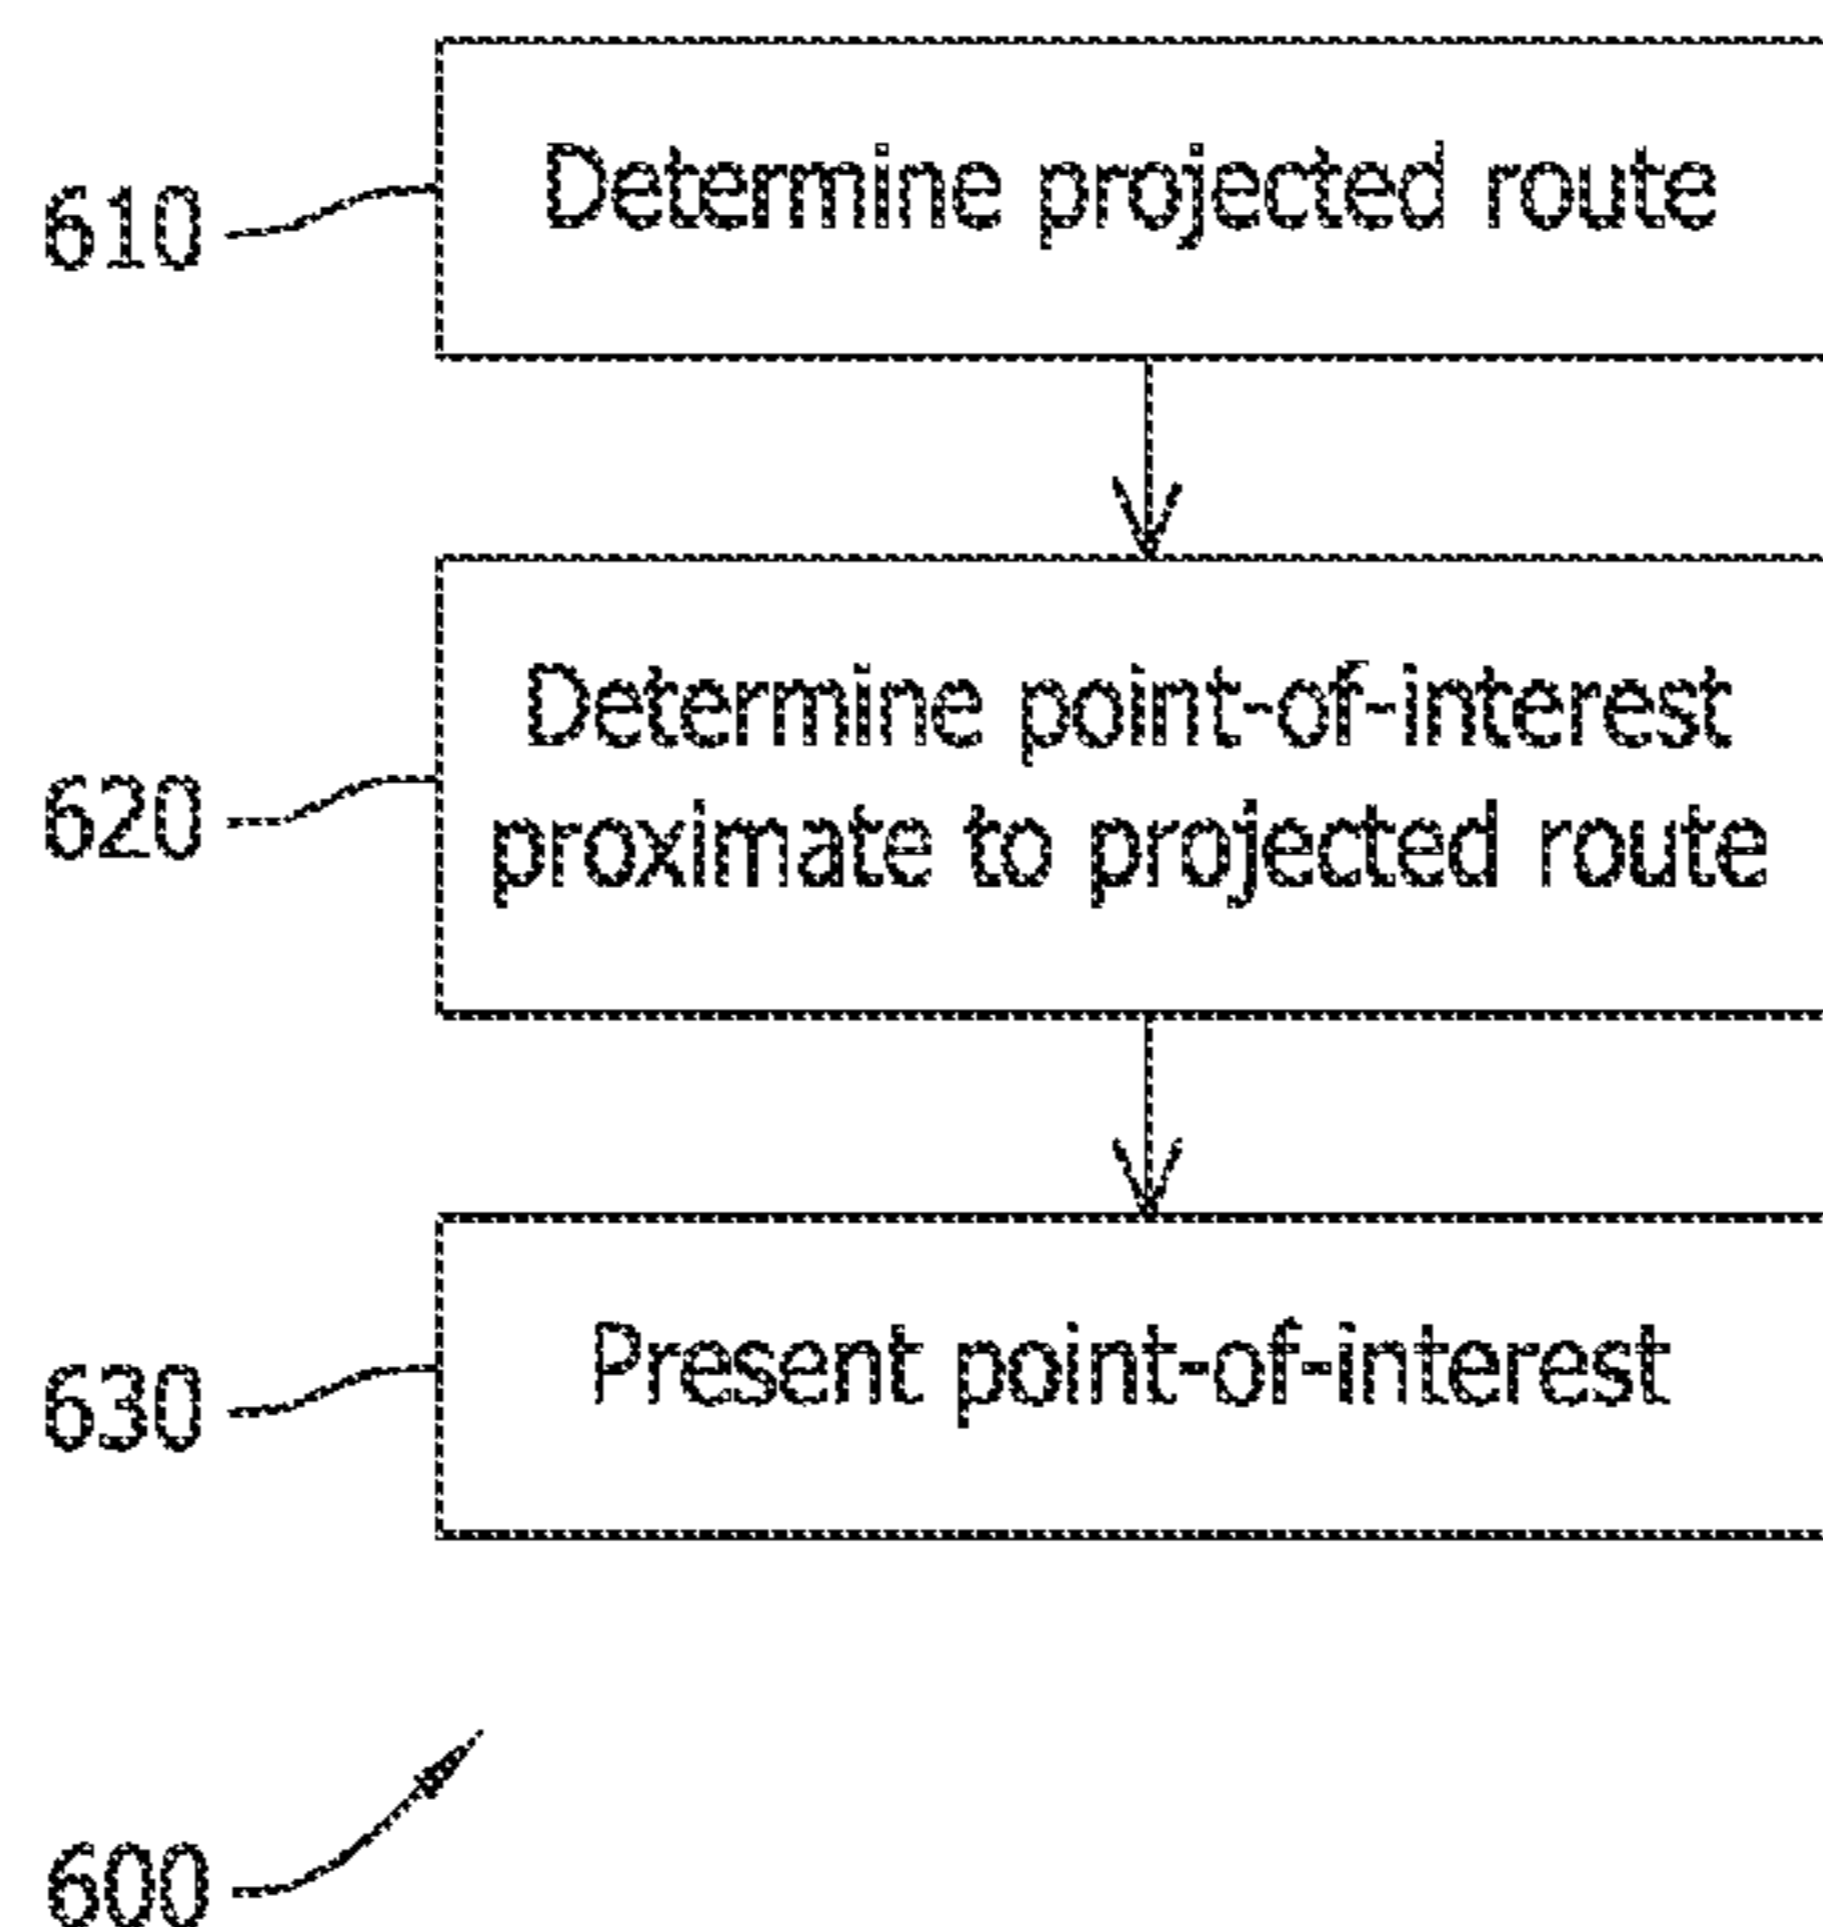 610
Determine projected route
620
Determine point-of-interest
proximate to projected route
630
Present point-of-interest
600